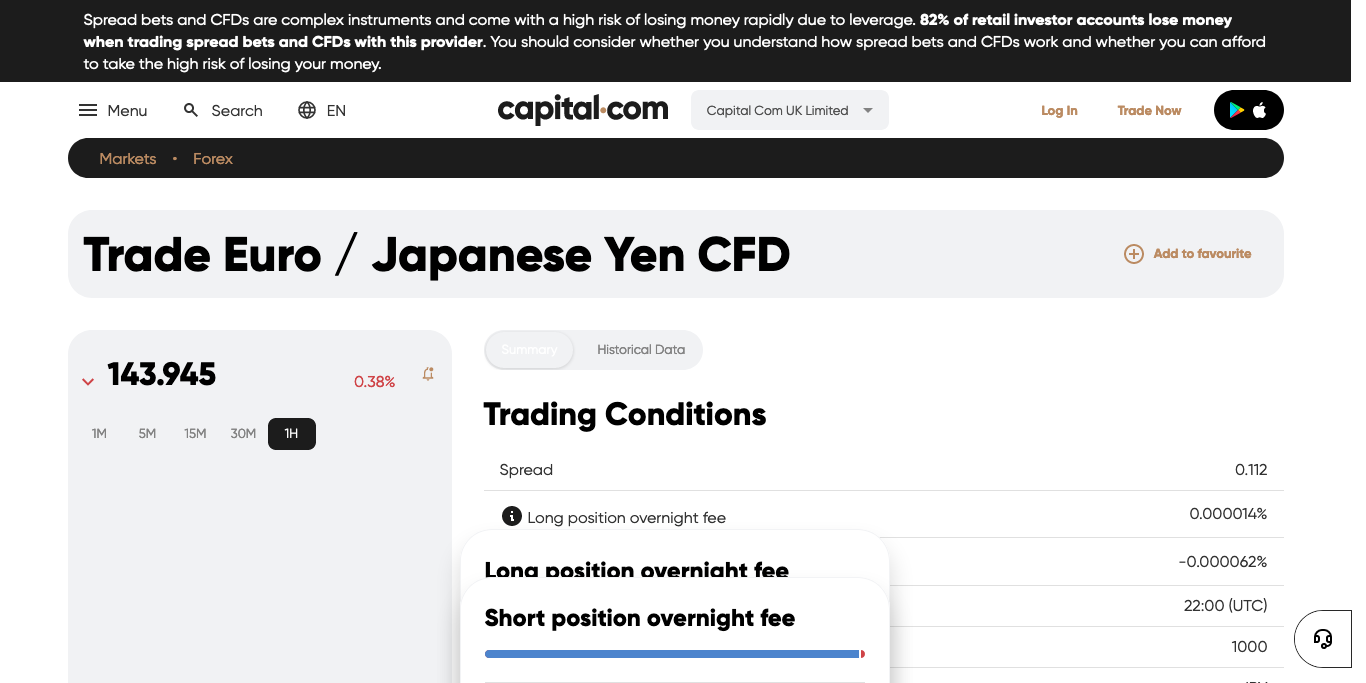 Spread bets and CFDs are complex instruments and come with a high risk of losing money rapidly due to leverage. 82% of retail investor accounts lose money
when trading spread bets and CFDs with this provider. You should consider whether you understand how spread bets and CFDs work and whether you can afford
to take the high risk of losing your money.
Menu Search EN capital.com Capital Com UK Limited Log In Trade Now
Markets • Forex
Trade Euro / Japanese Yen CFD Add to favourite
143.945 0.38%
1M 5M 15M 30M 1H
Summary Historical Data
Trading Conditions
Spread 0.112
Long position overnight fee 0.000014%
Long position overnight fee
-0.000062%
22:00 (UTC)
Short position overnight fee
1000